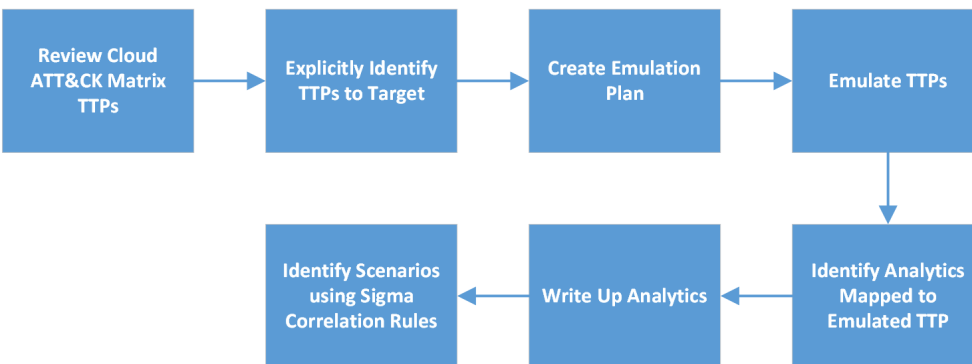 Review Cloud
ATT&CK Matrix
TTPs
Explicitly Identify
TTPs to Target
Create Emulation
Plan
Emulate TTPs
Identify Analytics
Mapped to
Emulated TTP
Write Up Analytics
Identify Scenarios
using Sigma
Correlation Rules